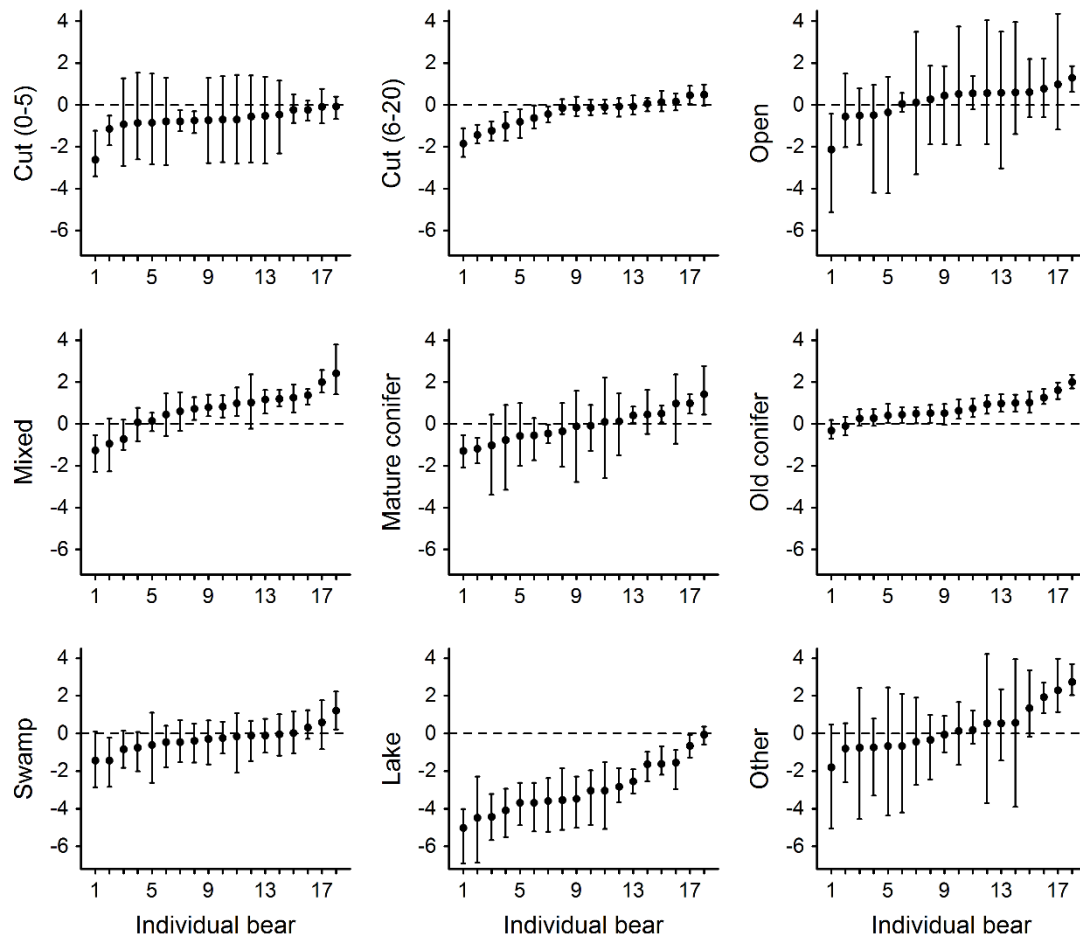 4
2
0
-2
-4
-6
Cut (0-5)
1 5 9 13 17
4
2
0
-2
-4
-6
Cut (6-20)
1 5 9 13 17
4
2
0
-2
-4
-6
Open
1 5 9 13 17
4
2
0
-2
-4
-6
Mixed
1 5 9 13 17
4
2
0
-2
-4
-6
Mature conifer
1 5 9 13 17
4
2
0
-2
-4
-6
Old conifer
1 5 9 13 17
4
2
0
-2
-4
-6
Swamp
1 5 9 13 17
Individual bear
4
2
0
-2
-4
-6
Lake
1 5 9 13 17
Individual bear
4
2
0
-2
-4
-6
Other
1 5 9 13 17
Individual bear